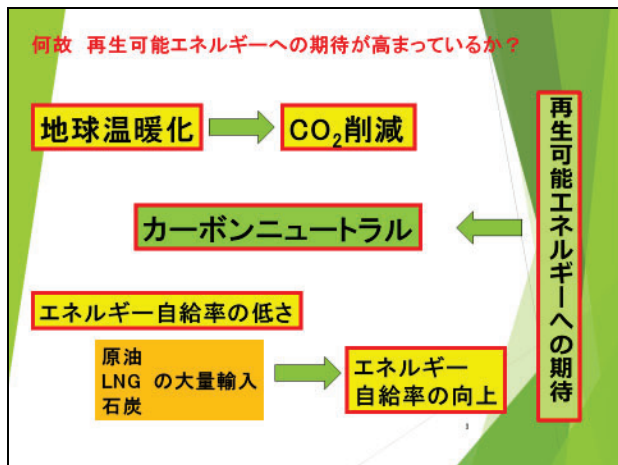 何故 再生可能エネルギーへの期待が高まっているか？
地球温暖化
CO₂削減
カーボンニュートラル
再生可能エネルギーへの期待
エネルギー自給率の低さ
原油
LNG の大量輸入
石炭
エネルギー
自給率の向上